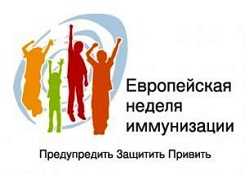 Европейская
неделя
иммунизации
Предупредить Защитить Привить